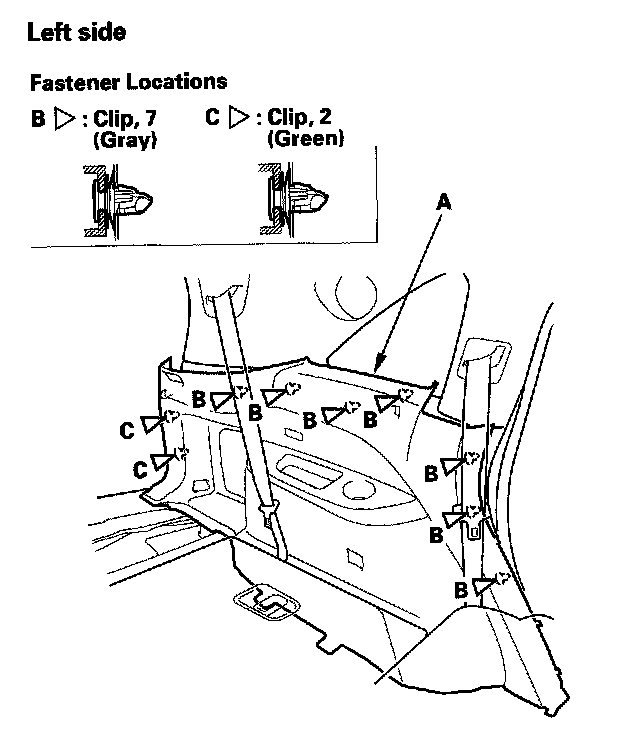 Left side
Fastener Locations
B ▷ : Clip, 7 C ▷ : Clip, 2
(Gray) (Green)
A
B B B B
C
C
B
B
B